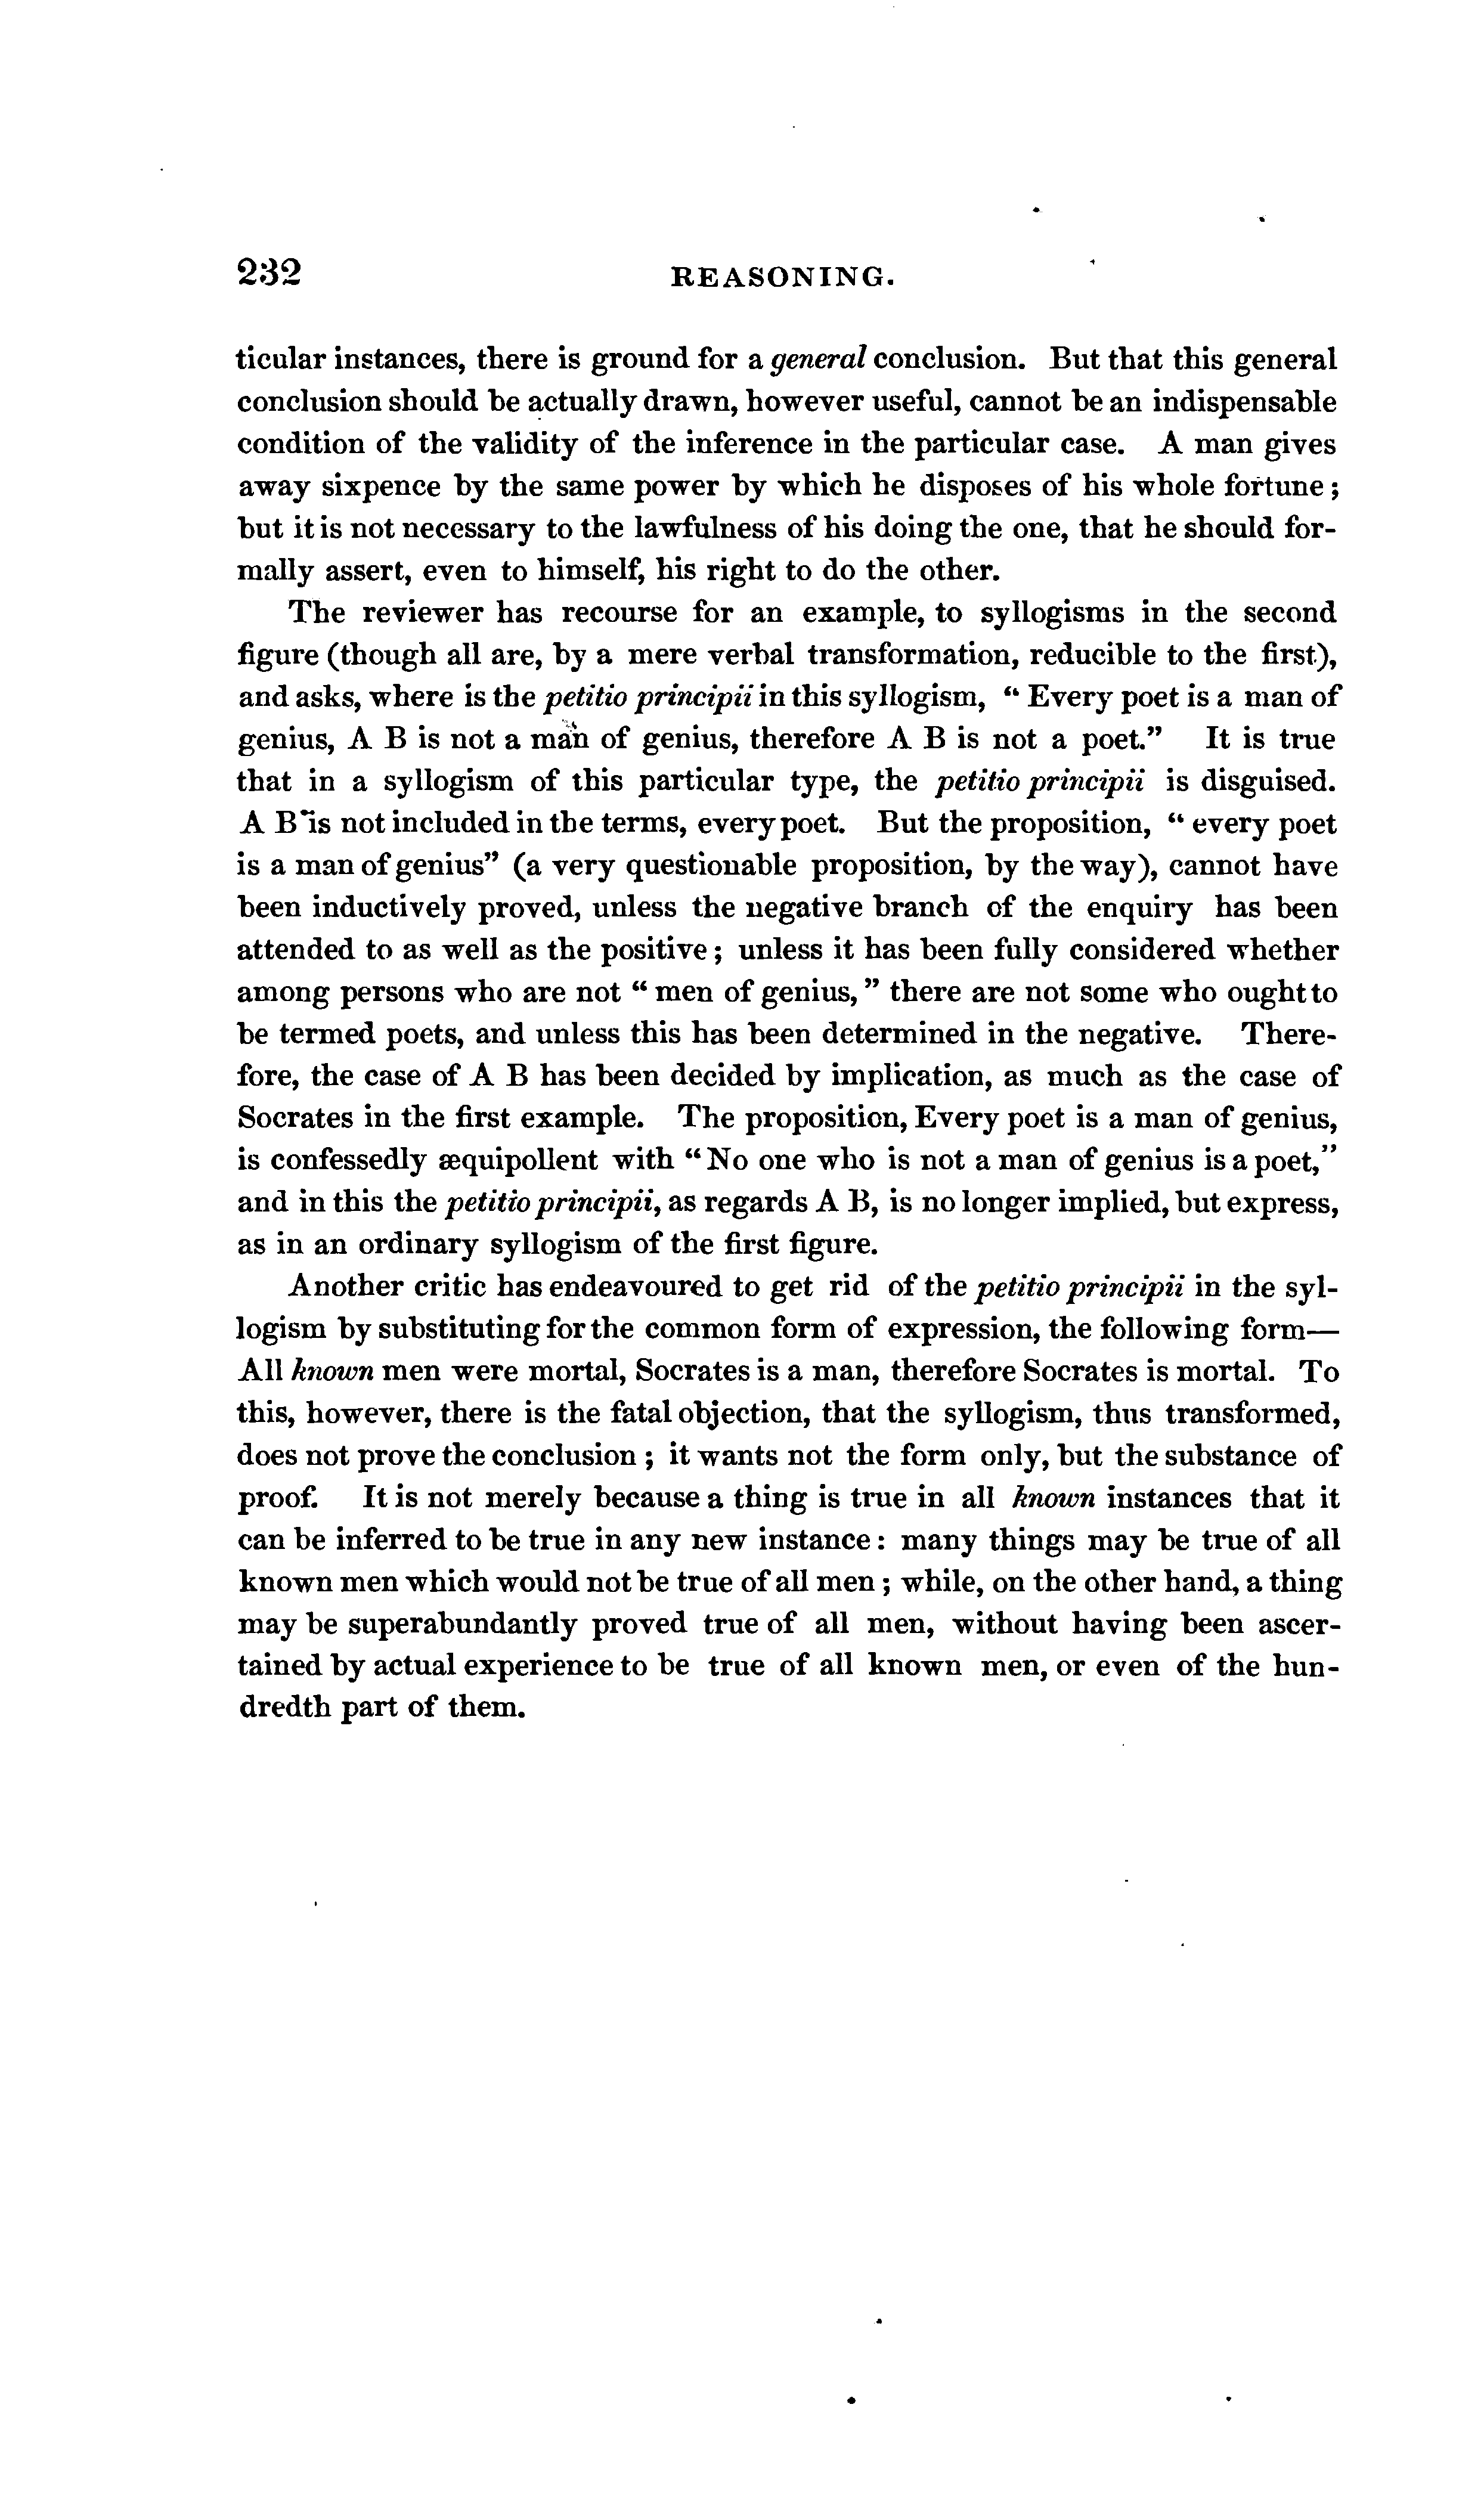 232 REASONING.
ticular instances, there is ground for a general conclusion. But that this general
conclusion should be actually drawn, however useful, cannot be an indispensable
condition of the validity of the inference in the particular case. A man gives
away sixpence by the same power by which he disposes of his whole fortune;
but it is not necessary to the lawfulness of his doing the one, that he should for-
mally assert, even to himself, his right to do the other.
The reviewer has recourse for an example, to syllogisms in the second
figure (though all are, by a mere verbal transformation, reducible to the first),
and asks, where is the petitio principii in this syllogism, “ Every poet is a man of
genius, A B is not a man of genius, therefore A B is not a poet.” It is true
that in a syllogism of this particular type, the petitio principii is disguised.
A B is not included in the terms, every poet. But the proposition, “ every poet
is a man of genius” (a very questionable proposition, by the way), cannot have
been inductively proved, unless the negative branch of the enquiry has been
attended to as well as the positive; unless it has been fully considered whether
among persons who are not “ men of genius, ” there are not some who ought to
be termed poets, and unless this has been determined in the negative. There-
fore, the case of A B has been decided by implication, as much as the case of
Socrates in the first example. The proposition, Every poet is a man of genius,
is confessedly æquipollent with “ No one who is not a man of genius is a poet,”
and in this the petitio principii, as regards A B, is no longer implied, but express,
as in an ordinary syllogism of the first figure.
Another critic has endeavoured to get rid of the petitio principii in the syl-
logism by substituting for the common form of expression, the following form—
All known men were mortal, Socrates is a man, therefore Socrates is mortal. To
this, however, there is the fatal objection, that the syllogism, thus transformed,
does not prove the conclusion ; it wants not the form only, but the substance of
proof. It is not merely because a thing is true in all known instances that it
can be inferred to be true in any new instance: many things may be true of all
known men which would not be true of all men; while, on the other hand, a thing
may be superabundantly proved true of all men, without having been ascer-
tained by actual experience to be true of all known men, or even of the hun-
dredth part of them.